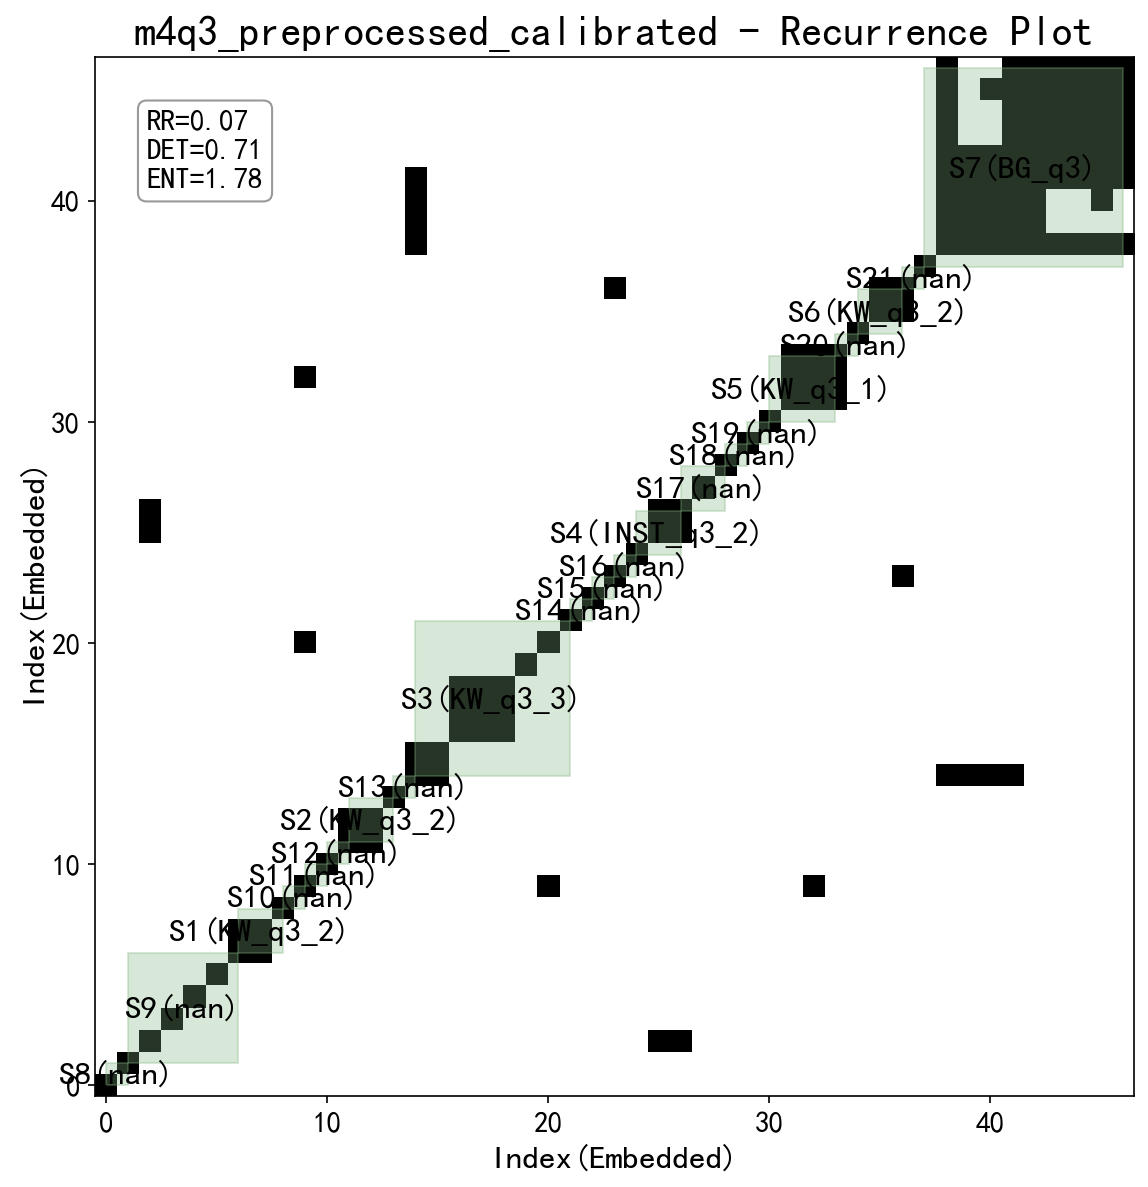 m4q3_preprocessed_calibrated - Recurrence Plot
RR=0.07
DET=0.71
ENT=1.78
S7(BG_q3)
S21(nan)
S6(KW_q3_2)
S20(nan)
S5(KW_q3_1)
S19(nan)
S18(nan)
S17(nan)
S4(INST_q3_2)
S16(nan)
S15(nan)
S14(nan)
S3(KW_q3_3)
S13(nan)
S2(KW_q3_2)
S12(nan)
S11(nan)
S10(nan)
S1(KW_q3_2)
S9(nan)
S8(nan)
40
30
20
10
0
Index(Embedded)
0 10 20 30 40
Index(Embedded)